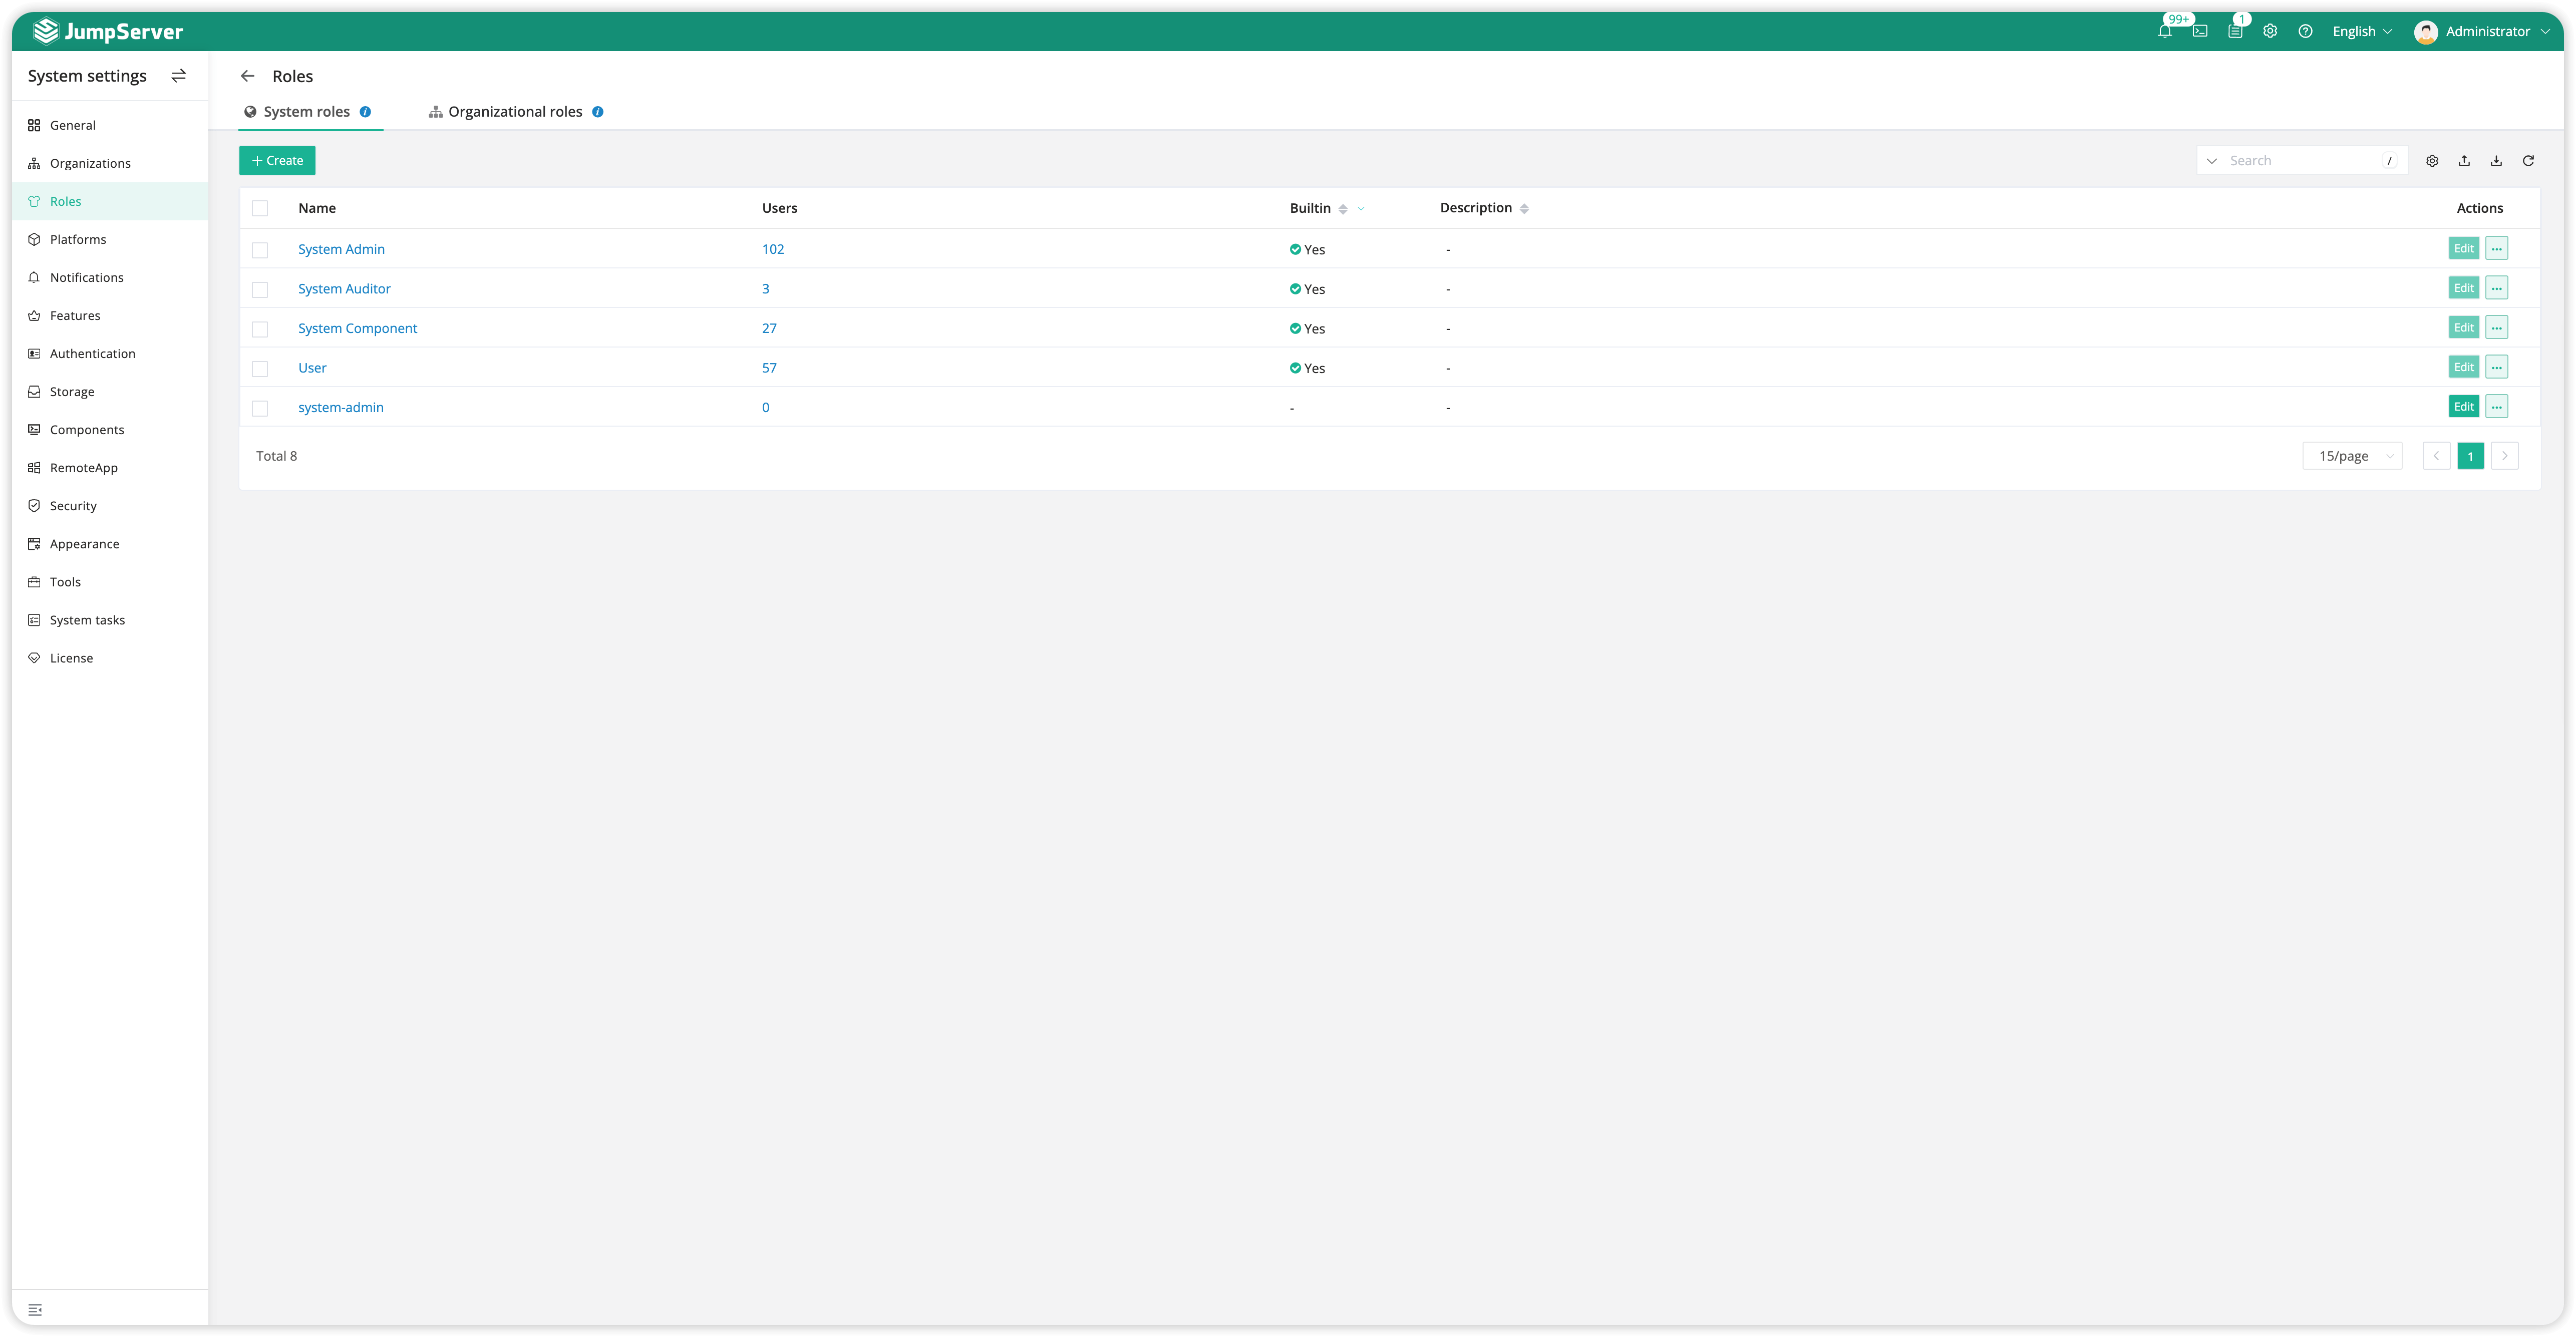 JumpServer
99+
1
English
Administrator
System settings
General
Organizations
Roles
Platforms
Notifications
Features
Authentication
Storage
Components
RemoteApp
Security
Appearance
Tools
System tasks
License
Roles
System roles
Organizational roles
+ Create
Search /
Name Users Builtin Description Actions
System Admin 102 Yes - Edit ...
System Auditor 3 Yes - Edit ...
System Component 27 Yes - Edit ...
User 57 Yes - Edit ...
system-admin 0 - - Edit ...
Total 8 15/page 1